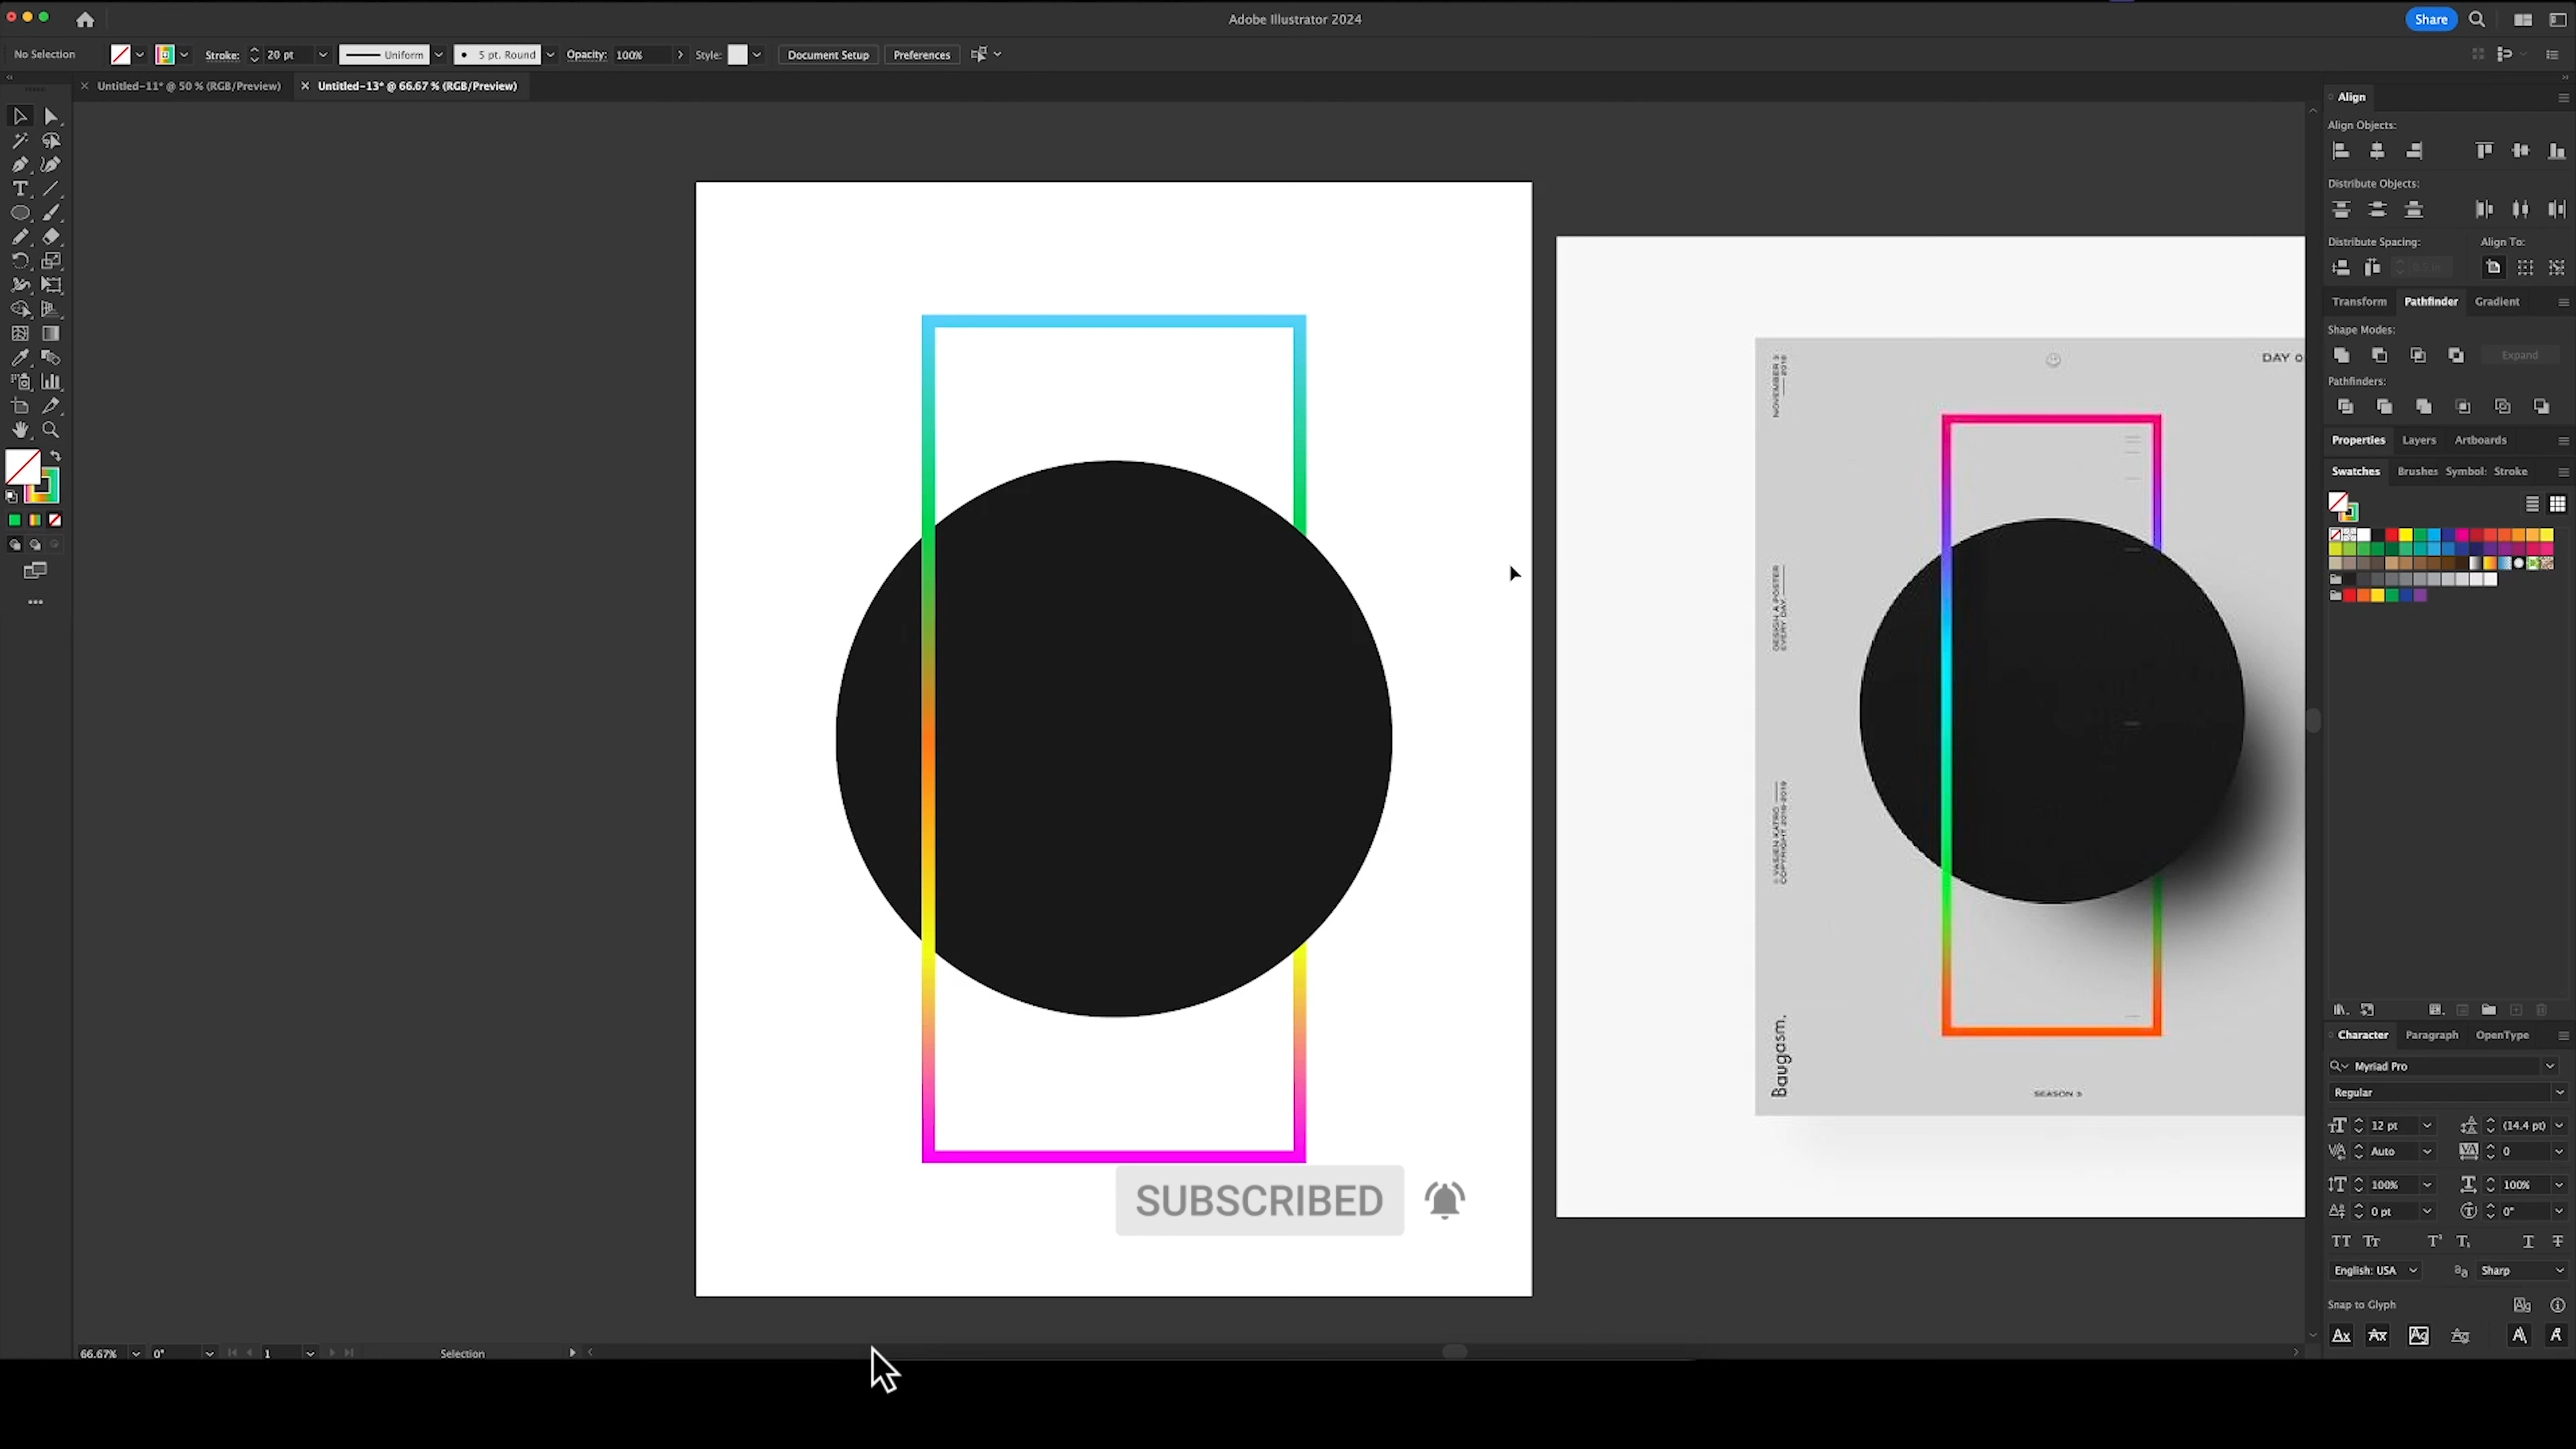 Adobe Illustrator 2024
Share
No Selection
Stroke: 20 pt
Uniform
5 pt. Round
Opacity: 100%
Style:
Document Setup
Preferences
Untitled-11* @ 50 % (RGB/Preview)
Untitled-13* @ 66.67 % (RGB/Preview)
Align
Align Objects:
Distribute Objects:
Distribute Spacing:
Align To:
Transform
Pathfinder
Gradient
Shape Modes:
Expand
Pathfinders:
Properties
Layers
Artboards
Swatches
Brushes
Symbol:
Stroke
NOVEMBER 3
2018
DAY 0
DESIGN A POSTER
EVERY DAY.
© VASJEN KATRO
COPYRIGHT 2018-2019
Baugasm.
SEASON 3
SUBSCRIBED
Character
Paragraph
OpenType
Myriad Pro
Regular
12 pt
(14.4 pt)
Auto
0
100%
100%
0 pt
0°
English: USA
Sharp
Snap to Glyph
66.67%
0°
1
Selection